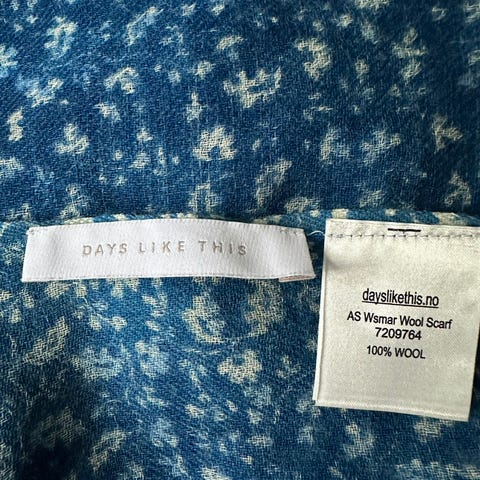 DAYS LIKE THIS
dayslikethis.no
AS Wsmar Wool Scarf
7209764
100% WOOL